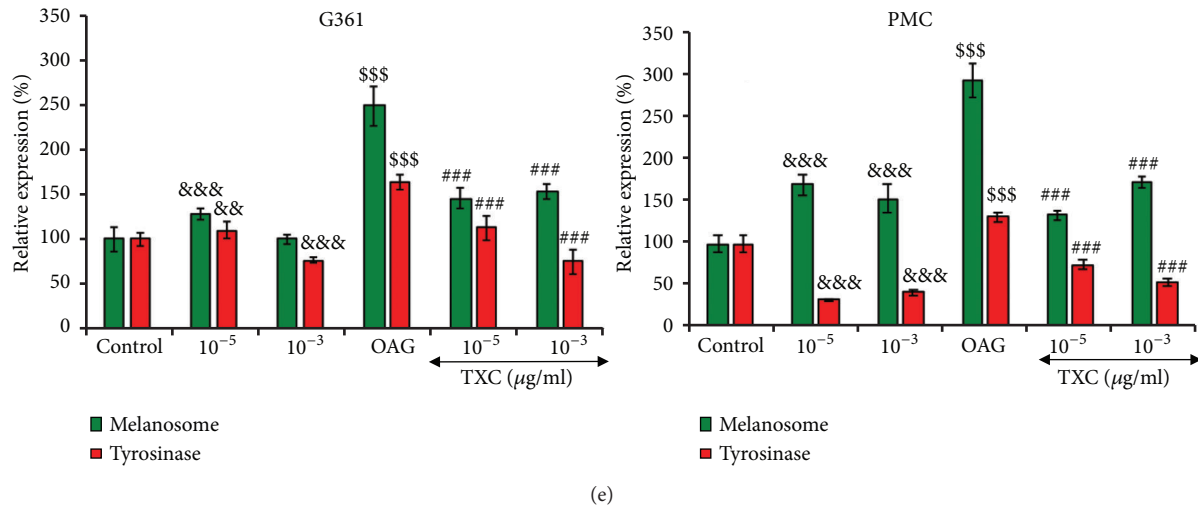 G361
Relative expression (%)
300
250
200
150
100
50
0
&&&
&&
&&&
$$$
$$$
###
###
###
###
Control
10⁻⁵
10⁻³
OAG
10⁻⁵
10⁻³
TXC (μg/ml)
Melanosome
Tyrosinase
PMC
Relative expression (%)
350
300
250
200
150
100
50
0
&&&
&&&
&&&
&&&
$$$
$$$
###
###
###
###
Control
10⁻⁵
10⁻³
OAG
10⁻⁵
10⁻³
TXC (μg/ml)
Melanosome
Tyrosinase
(e)